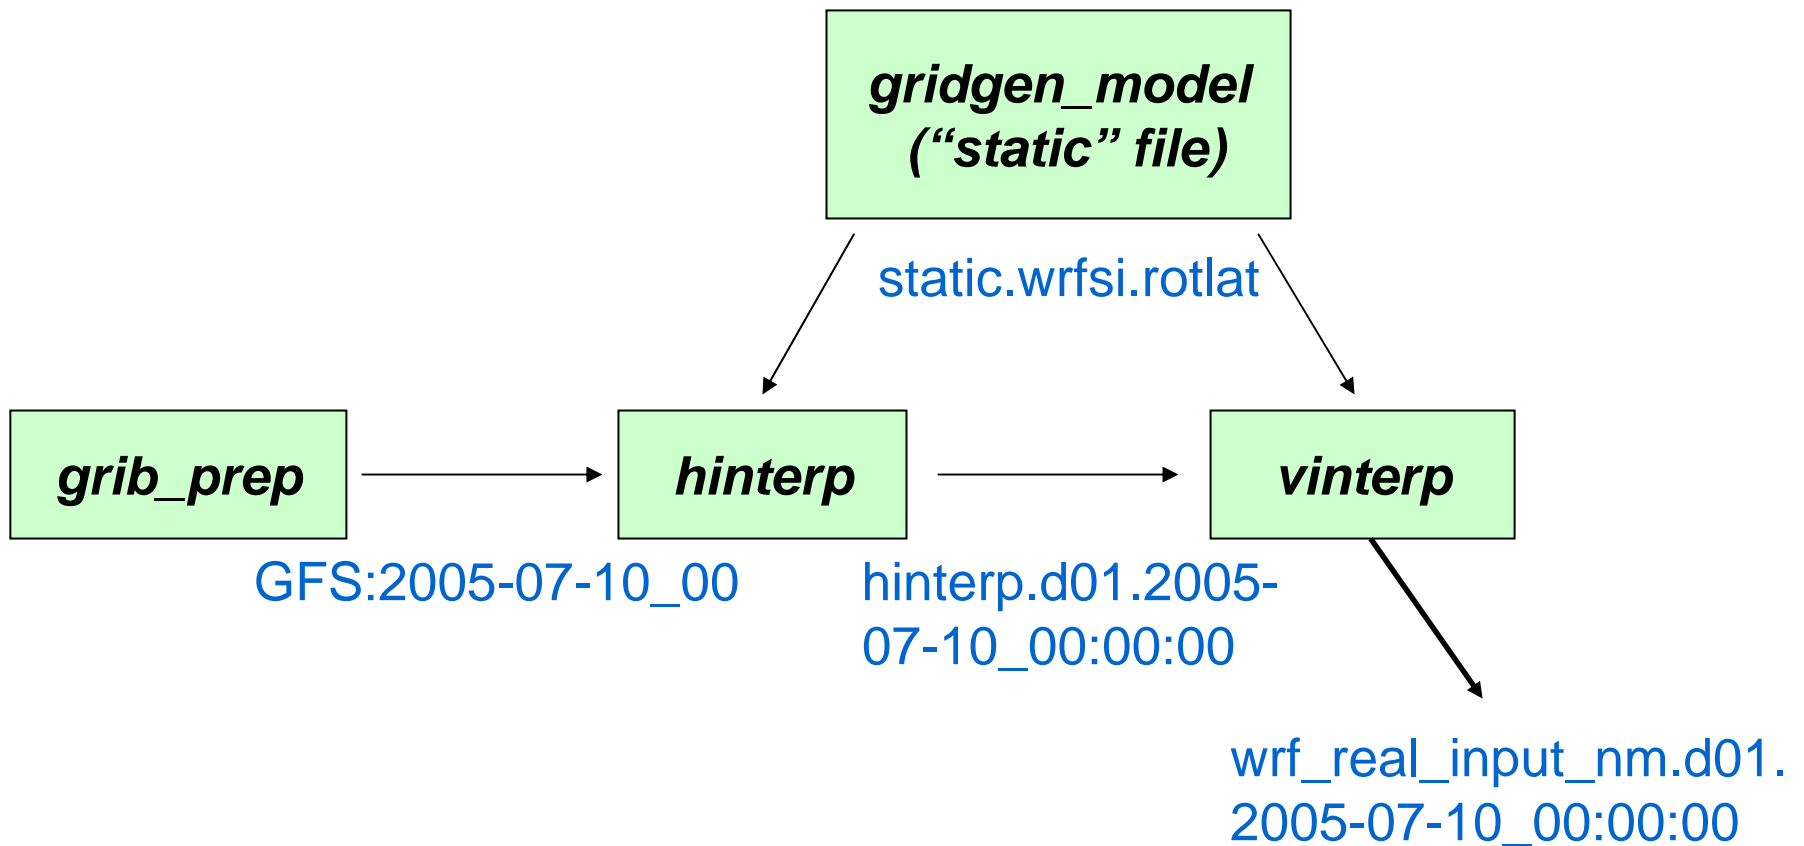 gridgen_model
(“static” file)
static.wrfsi.rotlat
grib_prep
hinterp
vinterp
GFS:2005-07-10_00
hinterp.d01.2005-
07-10_00:00:00
wrf_real_input_nm.d01.
2005-07-10_00:00:00